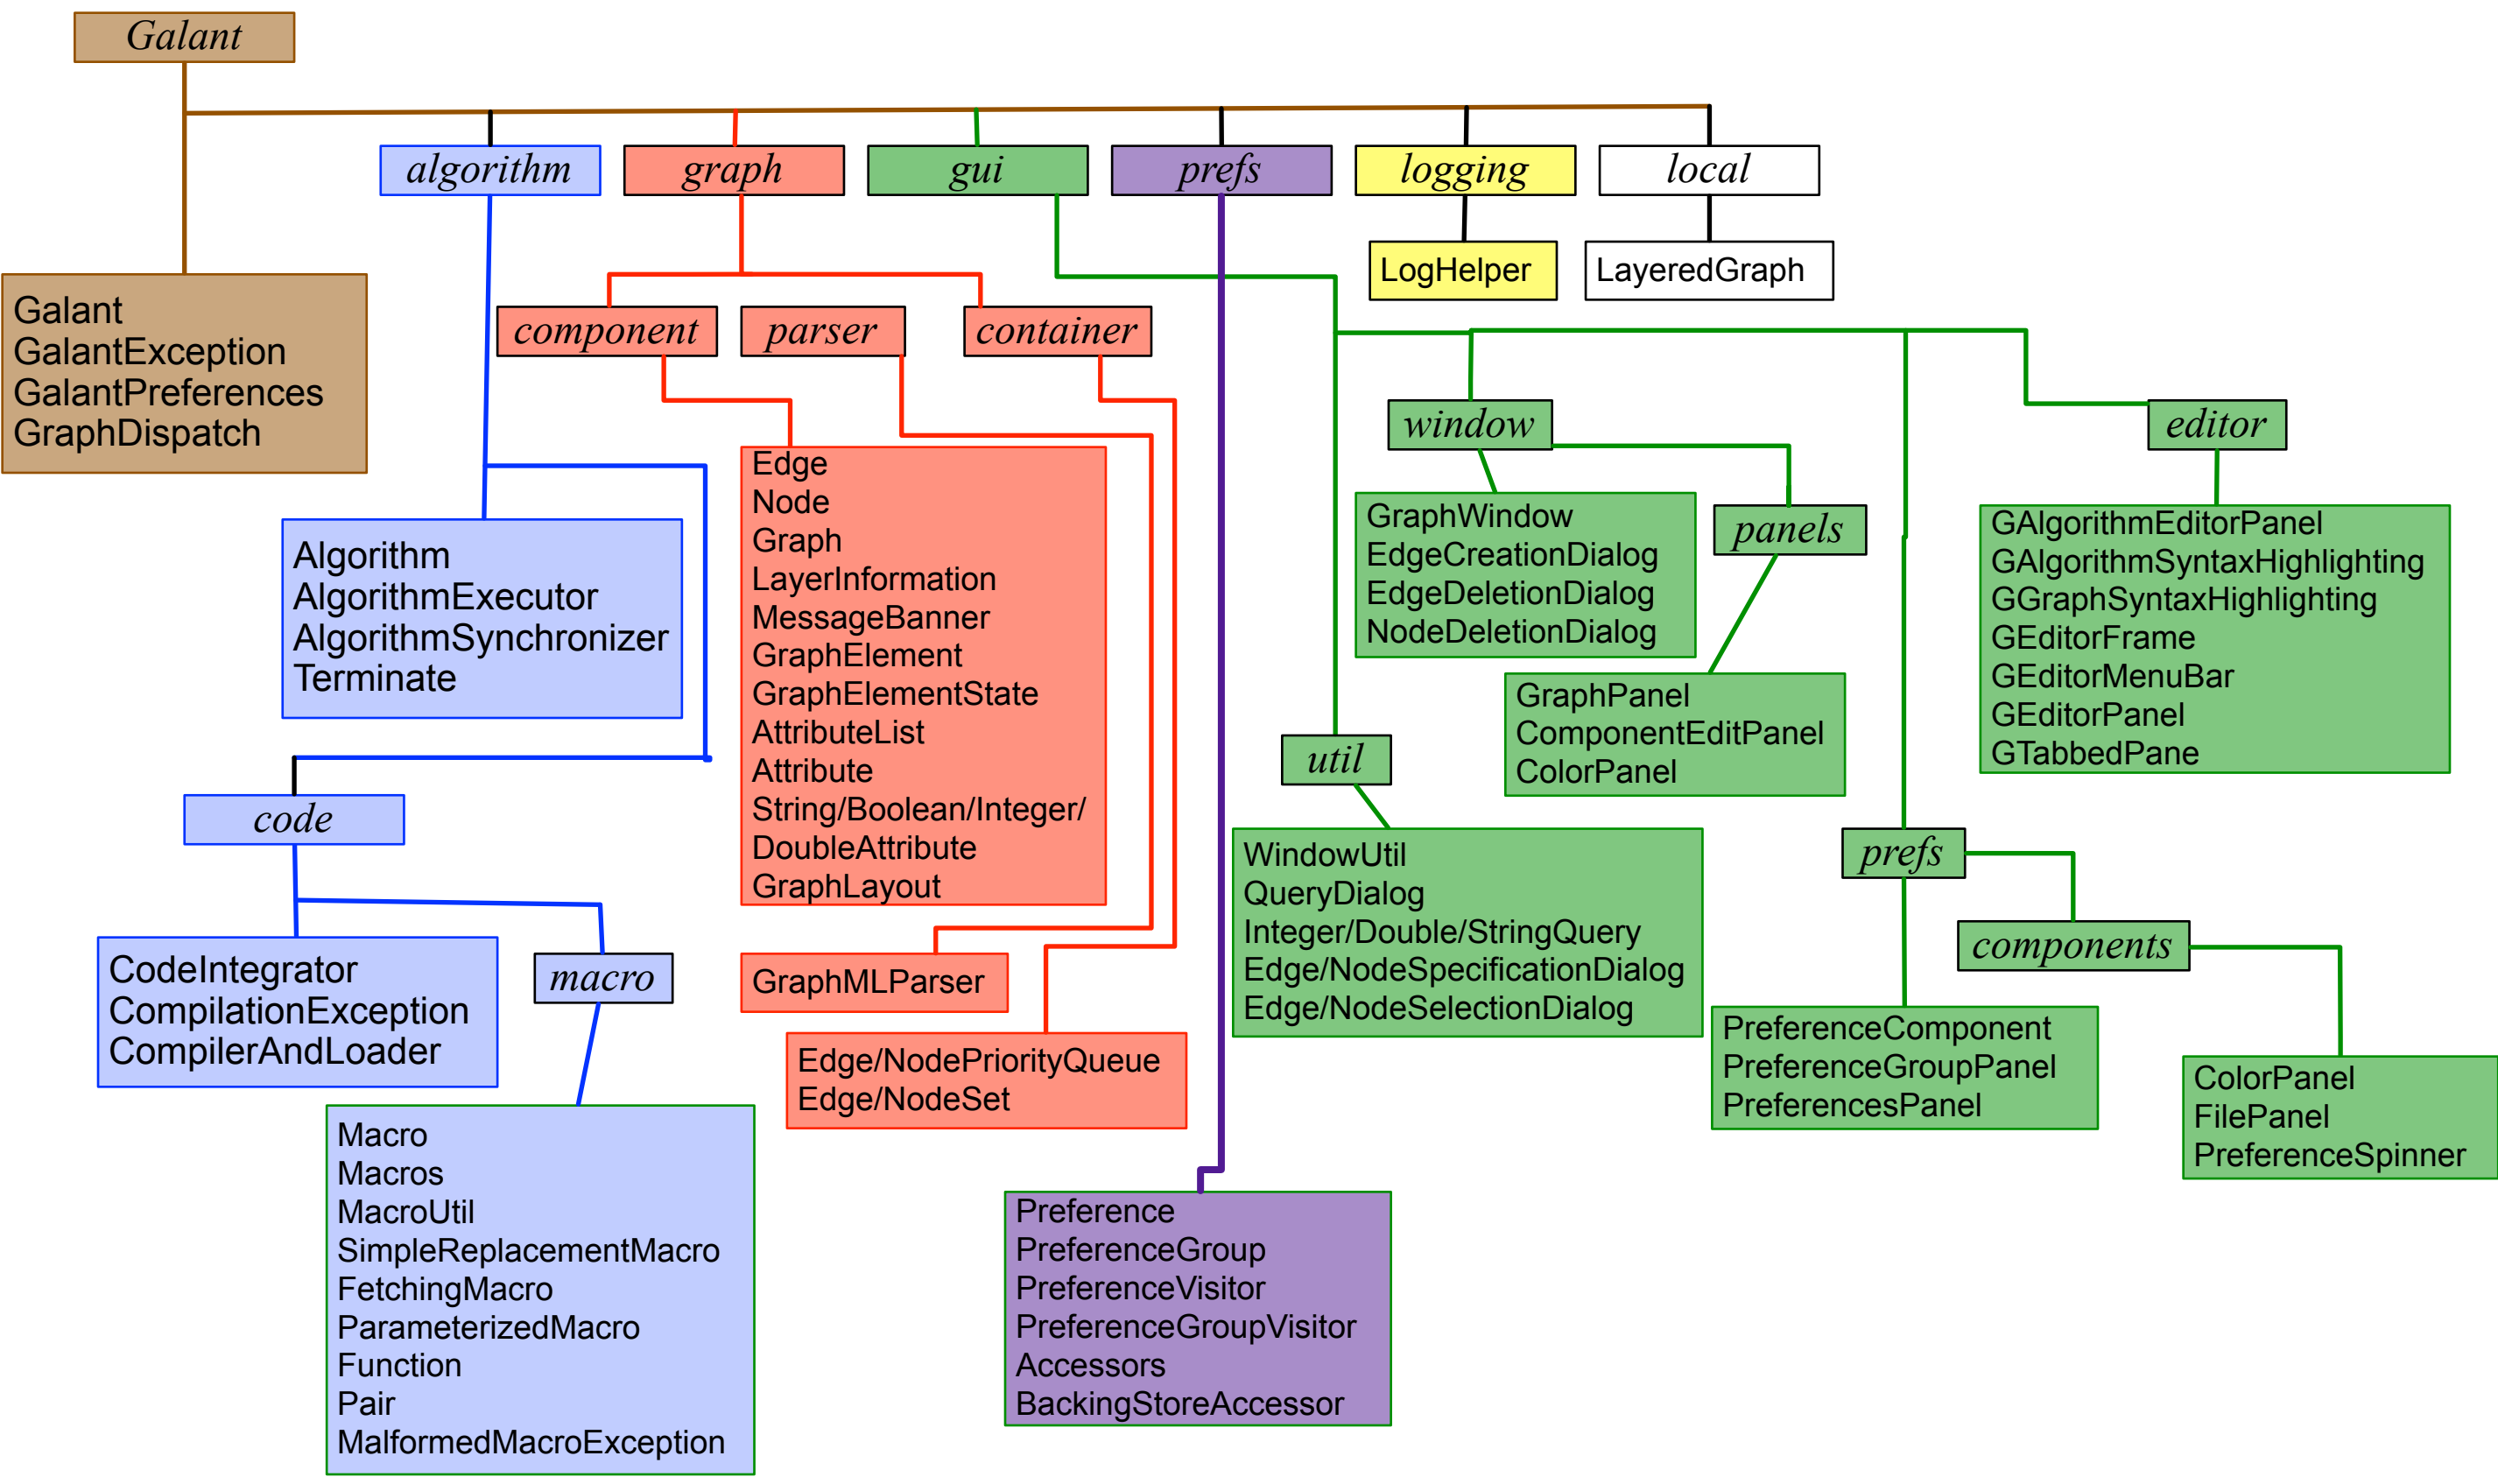 Galant
algorithm
graph
gui
prefs
logging
local
LogHelper
LayeredGraph
Galant
GalantException
GalantPreferences
GraphDispatch
component
parser
container
window
editor
Edge
Node
Graph
LayerInformation
MessageBanner
GraphElement
GraphElementState
AttributeList
Attribute
String/Boolean/Integer/
DoubleAttribute
GraphLayout
GraphWindow
EdgeCreationDialog
EdgeDeletionDialog
NodeDeletionDialog
panels
GAlgorithmEditorPanel
GAlgorithmSyntaxHighlighting
GGraphSyntaxHighlighting
GEditorFrame
GEditorMenuBar
GEditorPanel
GTabbedPane
Algorithm
AlgorithmExecutor
AlgorithmSynchronizer
Terminate
GraphPanel
ComponentEditPanel
ColorPanel
util
code
WindowUtil
QueryDialog
Integer/Double/StringQuery
Edge/NodeSpecificationDialog
Edge/NodeSelectionDialog
prefs
components
CodeIntegrator
CompilationException
CompilerAndLoader
macro
GraphMLParser
PreferenceComponent
PreferenceGroupPanel
PreferencesPanel
Edge/NodePriorityQueue
Edge/NodeSet
ColorPanel
FilePanel
PreferenceSpinner
Macro
Macros
MacroUtil
SimpleReplacementMacro
FetchingMacro
ParameterizedMacro
Function
Pair
MalformedMacroException
Preference
PreferenceGroup
PreferenceVisitor
PreferenceGroupVisitor
Accessors
BackingStoreAccessor